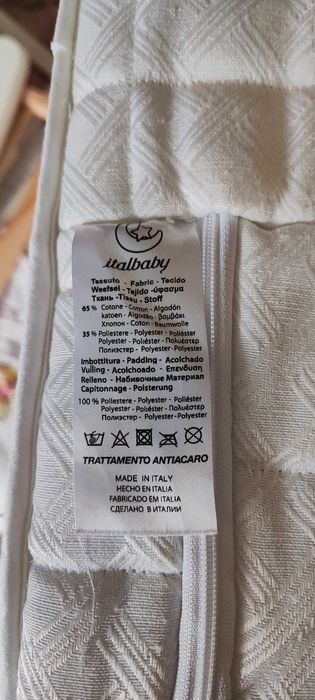 italbaby
Tessuto - Fabric - Tecido
Weefsel - Tejido - ύφασμα
Ткань - Tissu - Stoff
65 % Cotone - Cotton - Algodón
katoen - Algodão - βαμβάκι
Хлопок - Coton - Baumwolle
35 % Poliestere - Polyester - Poliéster
Polyester - Poliéster - Πολυέστερ
Полиэстер - Polyester - Polyester
Imbottitura - Padding - Acolchado
Vulling - Acolchoado - Επένδυση
Relleno - Набивочные Материал
Capitonnage - Polsterung
100 % Poliestere - Polyester - Poliéster
Polyester - Poliéster - Πολυέστερ
Полиэстер - Polyester - Polyester
TRATTAMENTO ANTIACARO
MADE IN ITALY
HECHO EN ITALIA
FABRICADO EM ITALIA
СДЕЛАНО В ИТАЛИИ